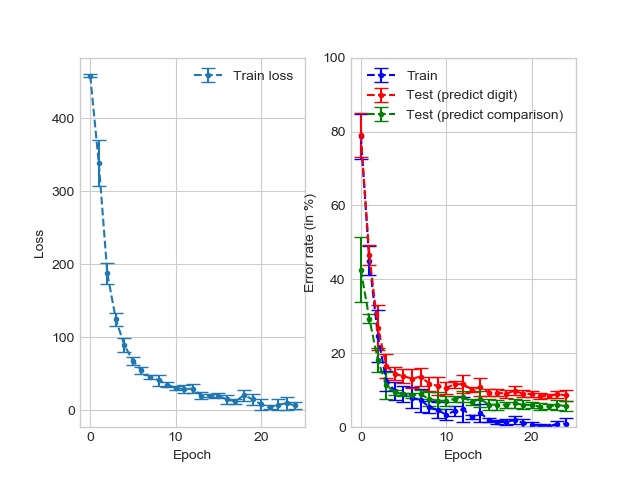 Train loss
400
300
200
100
0
Loss
0
10
20
Epoch
Train
Test (predict digit)
Test (predict comparison)
100
80
60
40
20
0
Error rate (in %)
0
10
20
Epoch